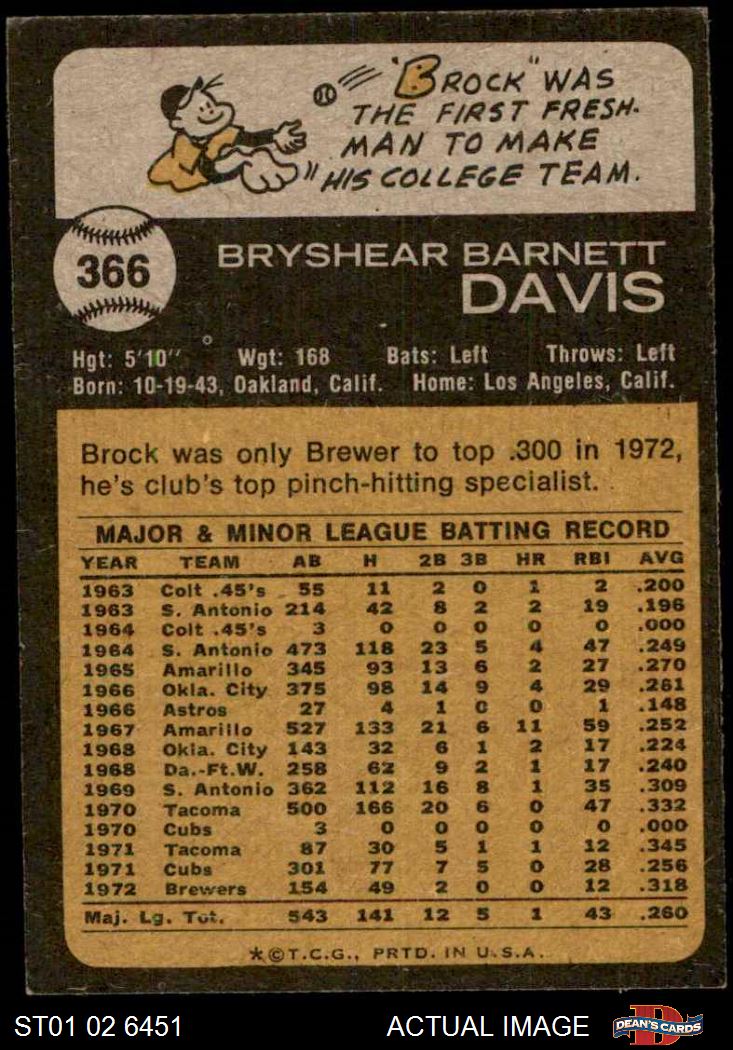 "BROCK" WAS
THE FIRST FRESH-
MAN TO MAKE
HIS COLLEGE TEAM.
366
BRYSHEAR BARNETT
DAVIS
Hgt: 5'10" Wgt: 168 Bats: Left Throws: Left
Born: 10-19-43, Oakland, Calif. Home: Los Angeles, Calif.
Brock was only Brewer to top .300 in 1972,
he's club's top pinch-hitting specialist.
MAJOR & MINOR LEAGUE BATTING RECORD
YEAR TEAM AB H 2B 3B HR RBI AVG
1963 Colt .45's 55 11 2 0 1 2 .200
1963 S. Antonio 214 42 8 2 2 19 .196
1964 Colt .45's 3 0 0 0 0 0 .000
1964 S. Antonio 473 118 23 5 4 47 .249
1965 Amarillo 345 93 13 6 2 27 .270
1966 Okla. City 375 98 14 9 4 29 .261
1966 Astros 27 4 1 0 0 1 .148
1967 Amarillo 527 133 21 6 11 59 .252
1968 Okla. City 143 32 6 1 2 17 .224
1968 Da.-Ft.W. 258 62 9 2 1 17 .240
1969 S. Antonio 362 112 16 8 1 35 .309
1970 Tacoma 500 166 20 6 0 47 .332
1970 Cubs 3 0 0 0 0 0 .000
1971 Tacoma 87 30 5 1 1 12 .345
1971 Cubs 301 77 7 5 0 28 .256
1972 Brewers 154 49 2 0 0 12 .318
Maj. Lg. Tot. 543 141 12 5 1 43 .260
*©T.C.G., PRTD. IN U.S.A.
ST01 02 6451 ACTUAL IMAGE DEAN'S CARDS